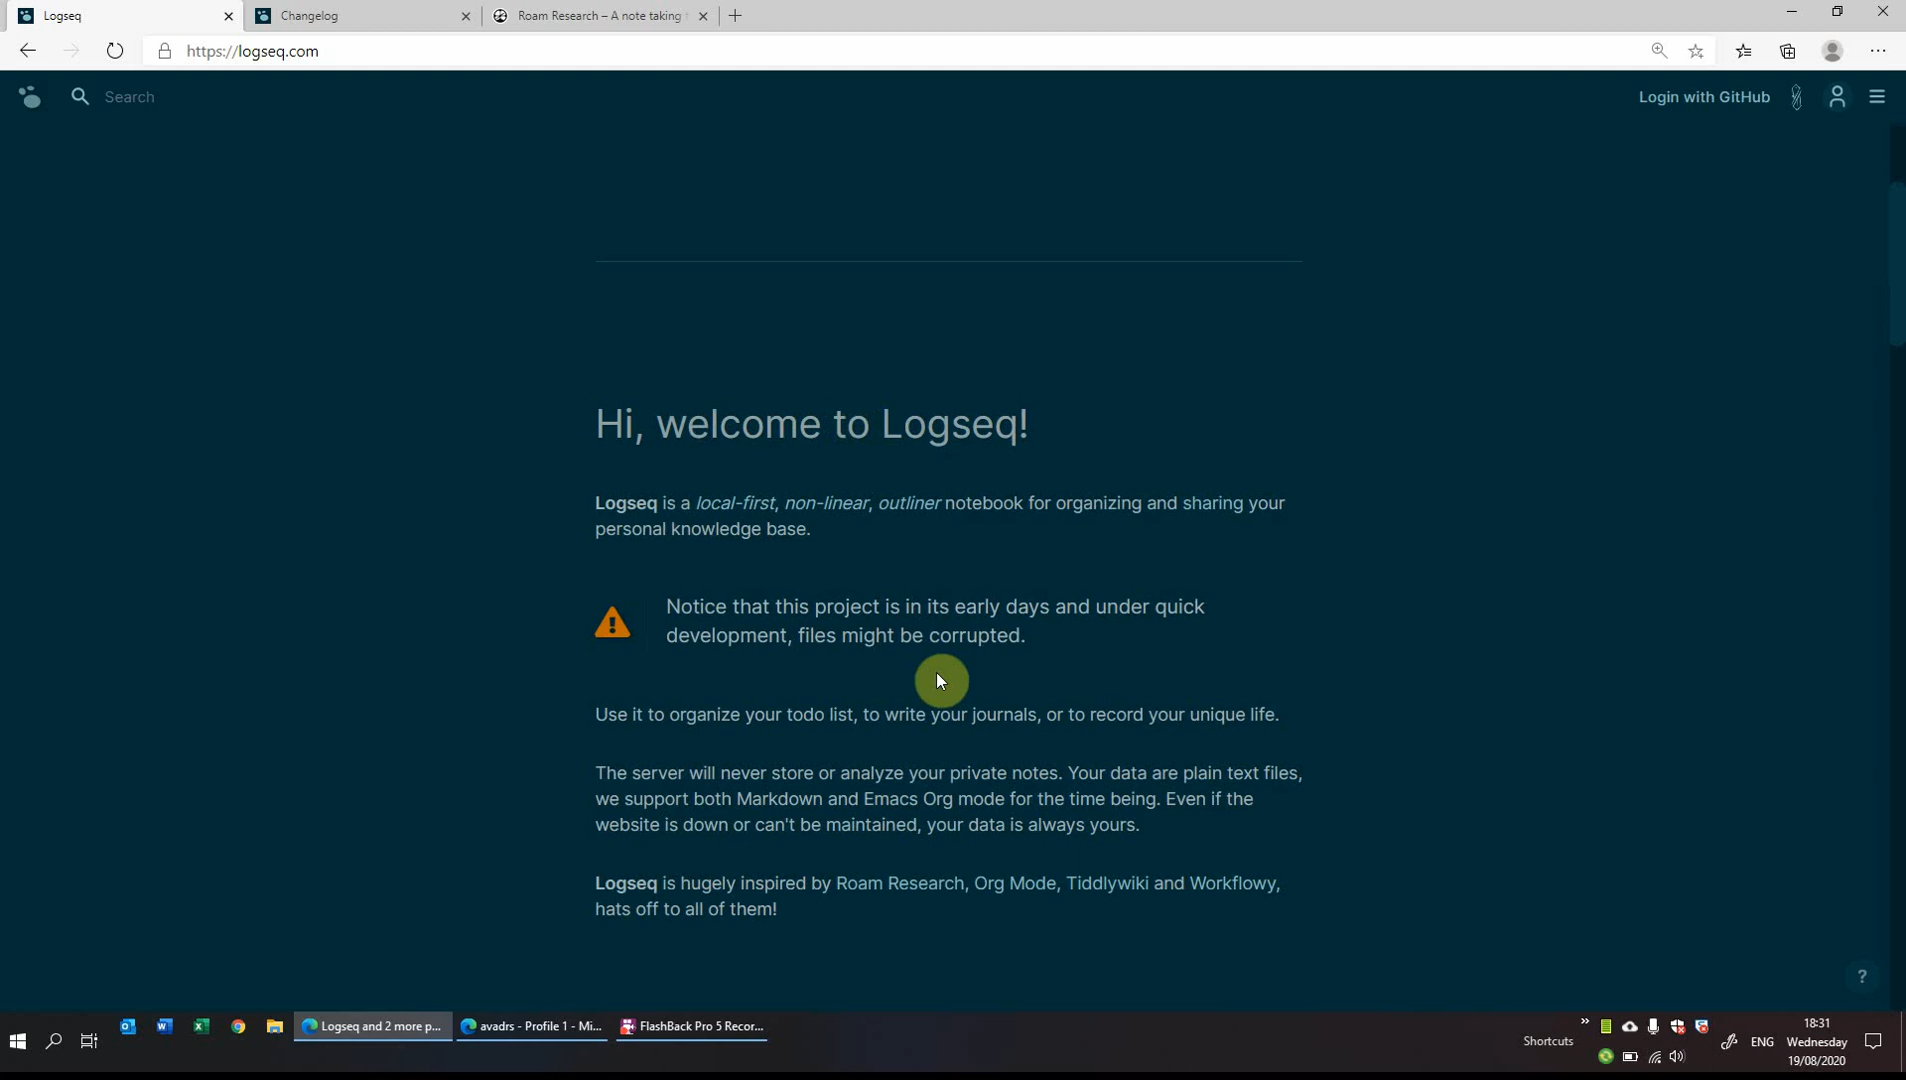 Logseq
Changelog
Roam Research – A note taking
https://logseq.com
Search
Login with GitHub
Hi, welcome to Logseq!
Logseq is a local-first, non-linear, outliner notebook for organizing and sharing your
personal knowledge base.
Notice that this project is in its early days and under quick
development, files might be corrupted.
Use it to organize your todo list, to write your journals, or to record your unique life.
The server will never store or analyze your private notes. Your data are plain text files,
we support both Markdown and Emacs Org mode for the time being. Even if the
website is down or can't be maintained, your data is always yours.
Logseq is hugely inspired by Roam Research, Org Mode, Tiddlywiki and Workflowy,
hats off to all of them!
?
Logseq and 2 more p...
avadrs - Profile 1 - Mi...
FlashBack Pro 5 Recor...
Shortcuts
ENG
18:31
Wednesday
19/08/2020